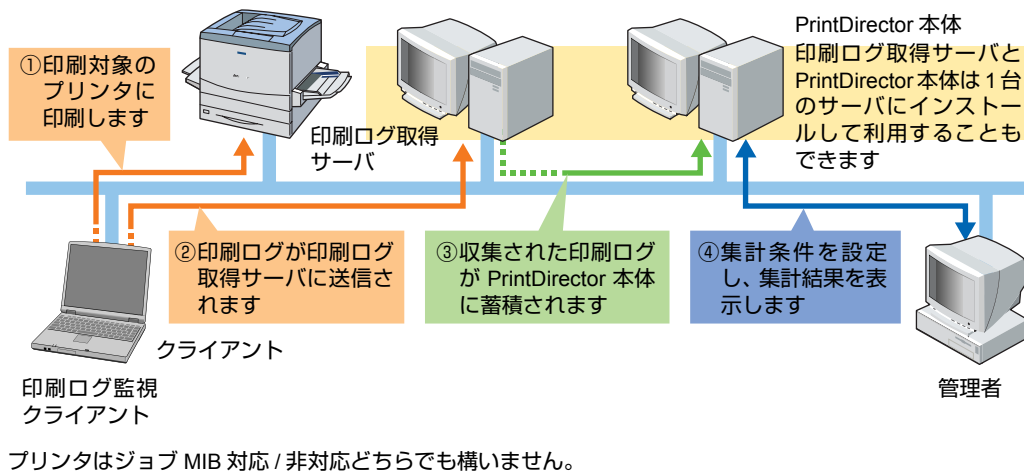 ①印刷対象の
プリンタに
印刷します
印刷ログ取得
サーバ
PrintDirector 本体
印刷ログ取得サーバと
PrintDirector 本体は 1 台
のサーバにインストー
ルして利用することも
できます
②印刷ログが印刷ログ
取得サーバに送信さ
れます
③収集された印刷ログ
が PrintDirector 本体
に蓄積されます
④集計条件を設定
し、集計結果を表
示します
クライアント
印刷ログ監視
クライアント
管理者
プリンタはジョブ MIB 対応 / 非対応どちらでも構いません。